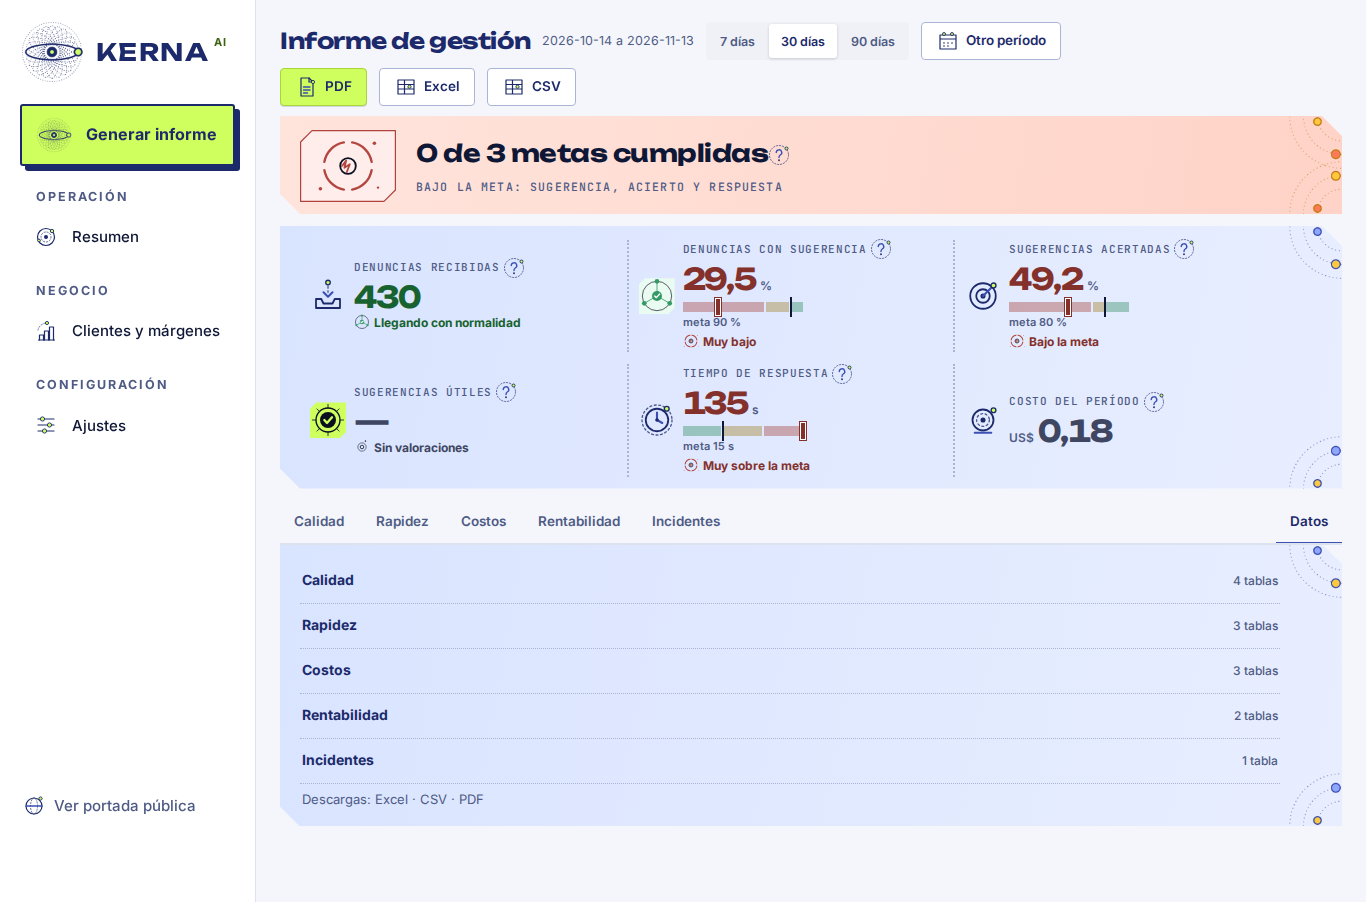 KERNA AI
Generar informe
OPERACIÓN
Resumen
NEGOCIO
Clientes y márgenes
CONFIGURACIÓN
Ajustes
Ver portada pública
Informe de gestión 2026-10-14 a 2026-11-13 7 días 30 días 90 días Otro período
PDF Excel CSV
0 de 3 metas cumplidas ?
BAJO LA META: SUGERENCIA, ACIERTO Y RESPUESTA
DENUNCIAS RECIBIDAS ?
430
Llegando con normalidad
DENUNCIAS CON SUGERENCIA ?
29,5 %
meta 90 %
Muy bajo
SUGERENCIAS ACERTADAS ?
49,2 %
meta 80 %
Bajo la meta
SUGERENCIAS ÚTILES ?
—
Sin valoraciones
TIEMPO DE RESPUESTA ?
135 s
meta 15 s
Muy sobre la meta
COSTO DEL PERÍODO ?
US$ 0,18
Calidad Rapidez Costos Rentabilidad Incidentes Datos
Calidad 4 tablas
Rapidez 3 tablas
Costos 3 tablas
Rentabilidad 2 tablas
Incidentes 1 tabla
Descargas: Excel · CSV · PDF